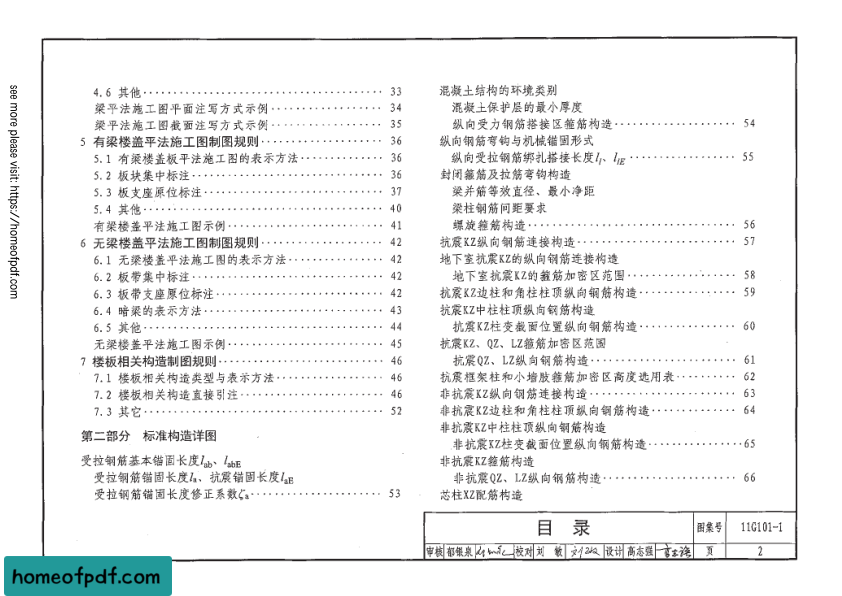 4.6 其他 33
梁平法施工图平面注写方式示例 34
梁平法施工图截面注写方式示例 35
5 有梁楼盖平法施工图制图规则 36
5.1 有梁楼盖板平法施工图的表示方法 36
5.2 板块集中标注 36
5.3 板支座原位标注 37
5.4 其他 40
有梁楼盖平法施工图示例 41
6 无梁楼盖平法施工图制图规则 42
6.1 无梁楼盖平法施工图的表示方法 42
6.2 板带集中标注 42
6.3 板带支座原位标注 42
6.4 暗梁的表示方法 43
6.5 其他 44
无梁楼盖平法施工图示例 45
7 楼板相关构造制图规则 46
7.1 楼板相关构造类型与表示方法 46
7.2 楼板相关构造直接引注 46
7.3 其它 52
第二部分 标准构造详图
受拉钢筋基本锚固长度lab、labE
受拉钢筋锚固长度la、抗震锚固长度laE
受拉钢筋锚固长度修正系数ζa 53
混凝土结构的环境类别
混凝土保护层的最小厚度
纵向受力钢筋搭接区箍筋构造 54
纵向钢筋弯钩与机械锚固形式
纵向受拉钢筋绑扎搭接长度ll、llE 55
封闭箍筋及拉筋弯钩构造
梁并筋等效直径、最小净距
梁柱钢筋间距要求
螺旋箍筋构造 56
抗震KZ纵向钢筋连接构造 57
地下室抗震KZ的纵向钢筋连接构造
地下室抗震KZ的箍筋加密区范围 58
抗震KZ边柱和角柱柱顶纵向钢筋构造 59
抗震KZ中柱柱顶纵向钢筋构造
抗震KZ柱变截面位置纵向钢筋构造 60
抗震KZ、QZ、LZ箍筋加密区范围
抗震QZ、LZ纵向钢筋构造 61
抗震框架柱和小墙肢箍筋加密区高度选用表 62
非抗震KZ纵向钢筋连接构造 63
非抗震KZ边柱和角柱柱顶纵向钢筋构造 64
非抗震KZ中柱柱顶纵向钢筋构造
非抗震KZ柱变截面位置纵向钢筋构造 65
非抗震KZ箍筋构造
非抗震QZ、LZ纵向钢筋构造 66
芯柱XZ配筋构造
目 录 图集号 11G101-1
审核 郁银泉 校对 刘 敏 设计 高志强 页 2
see more please visit: https://homeofpdf.com
homeofpdf.com